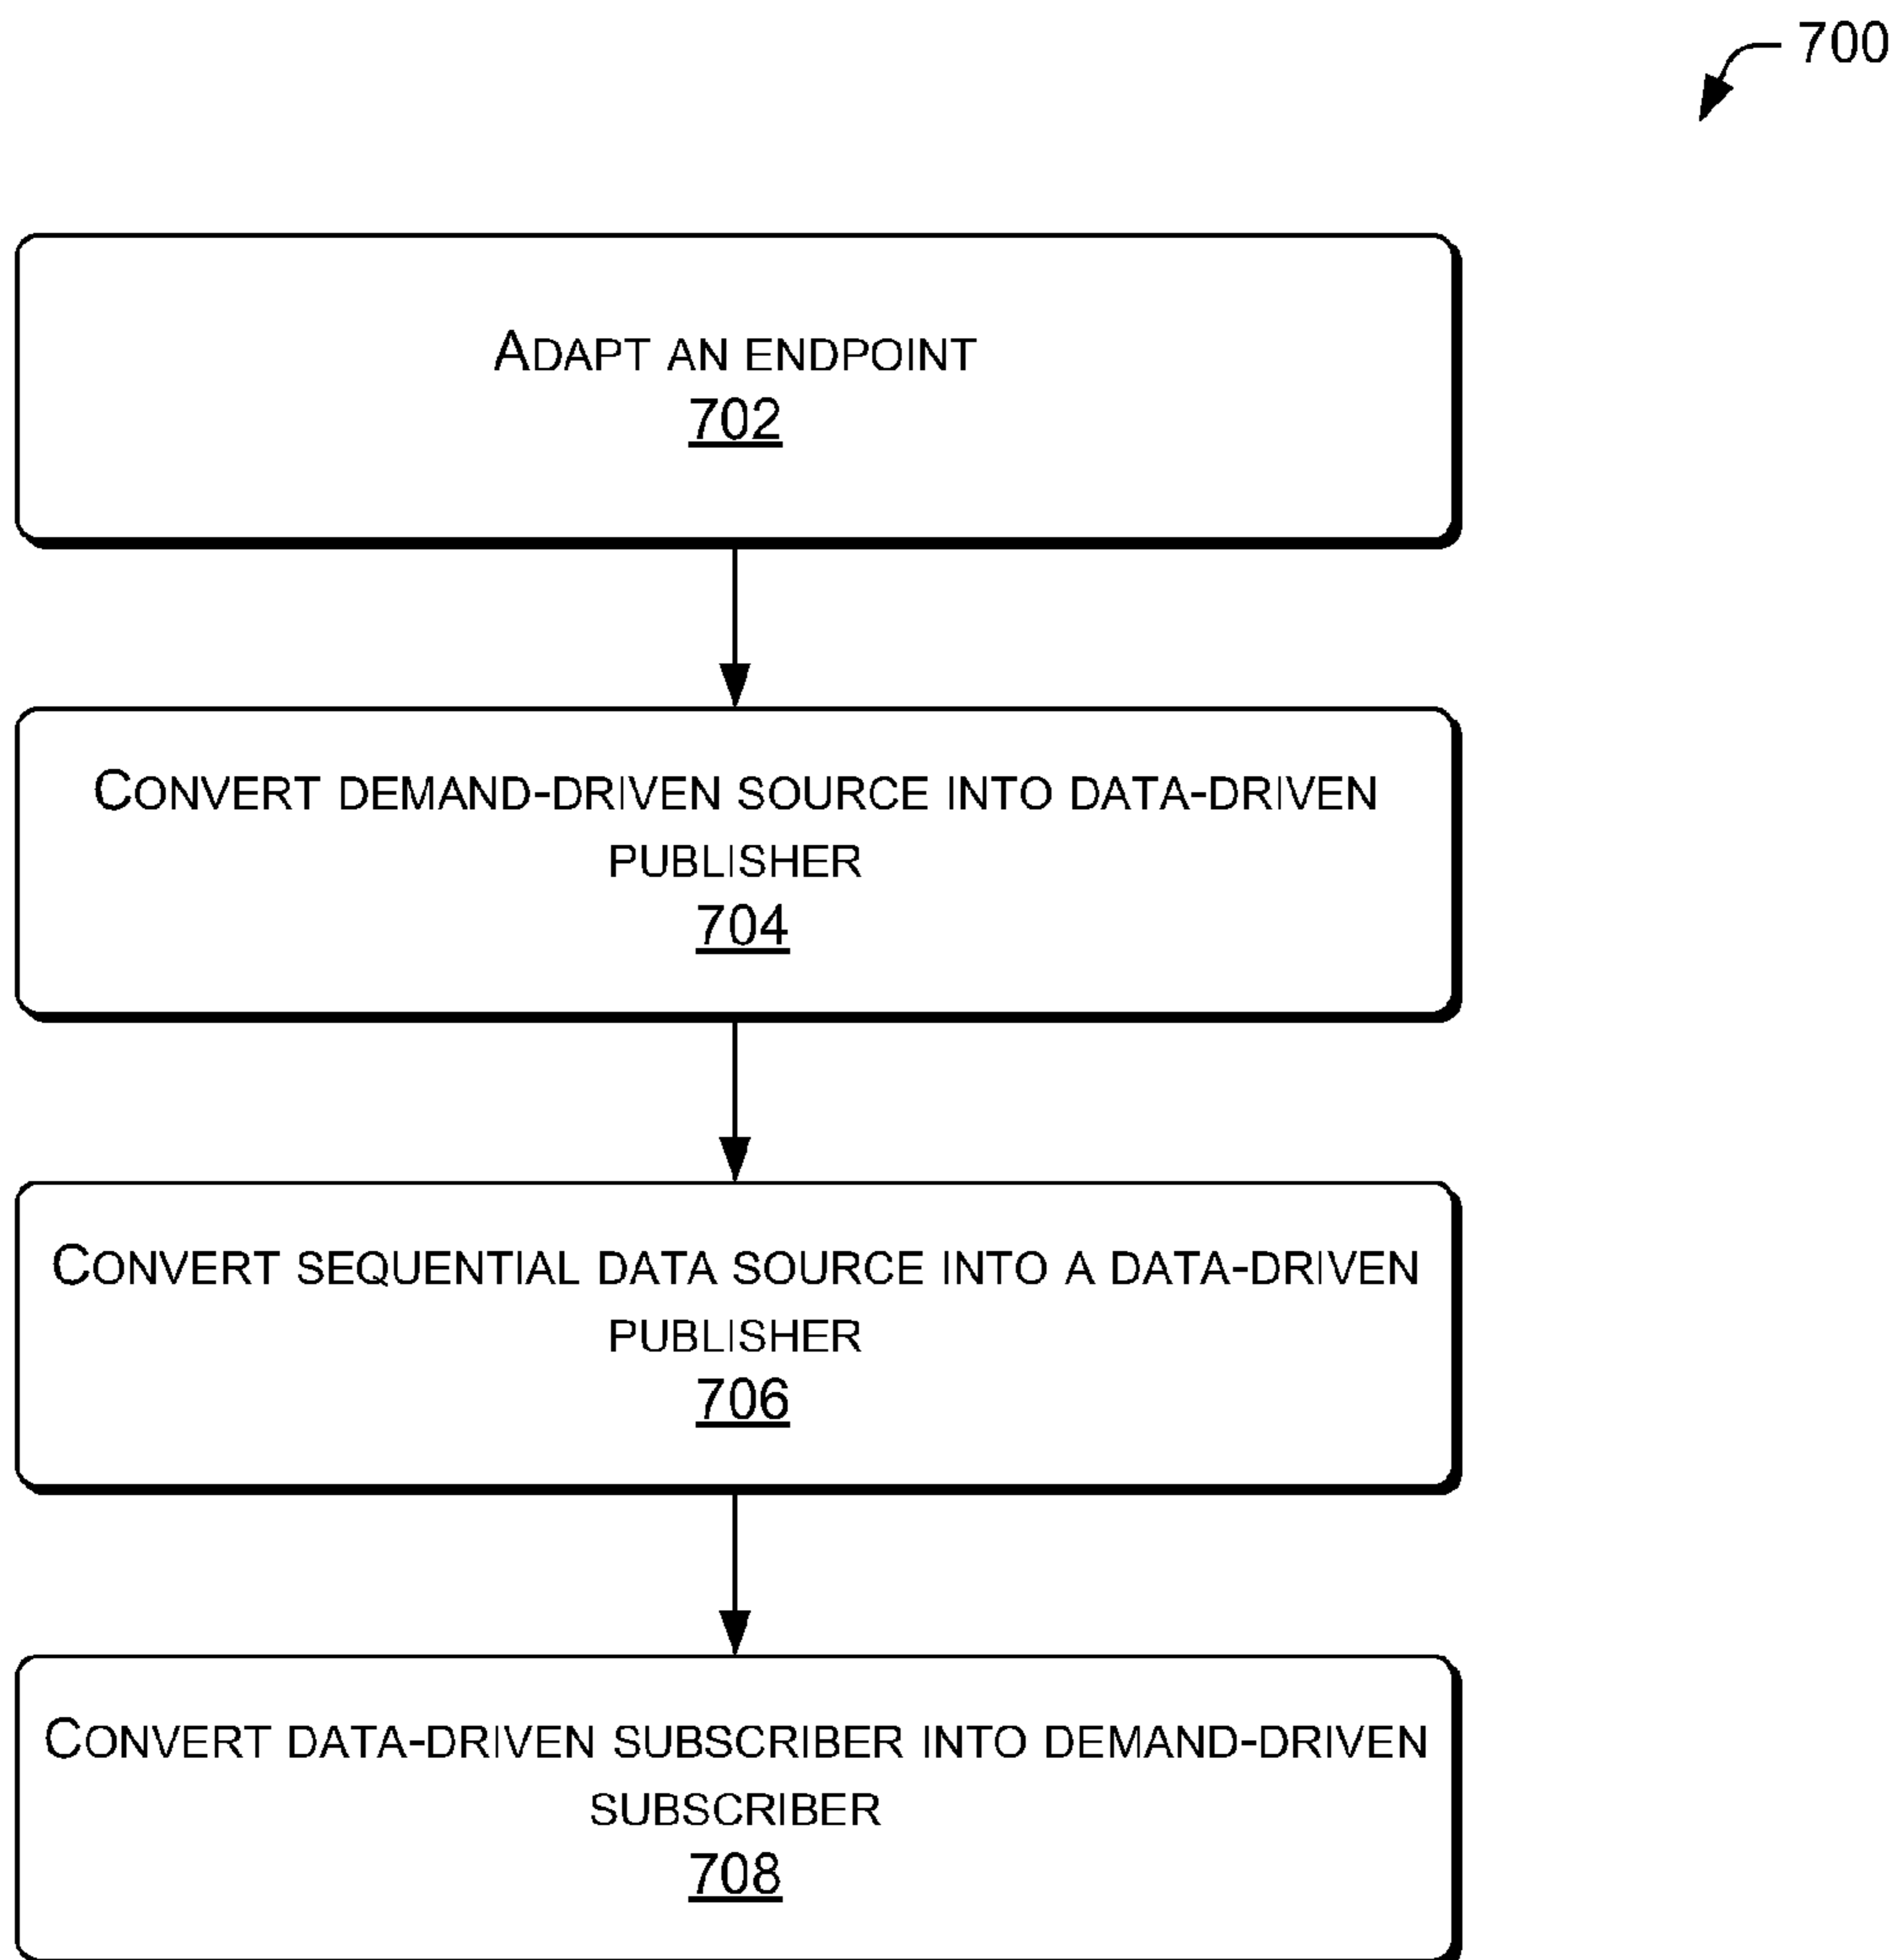 700
ADAPT AN ENDPOINT
702
CONVERT DEMAND-DRIVEN SOURCE INTO DATA-DRIVEN
PUBLISHER
704
CONVERT SEQUENTIAL DATA SOURCE INTO A DATA-DRIVEN
PUBLISHER
706
CONVERT DATA-DRIVEN SUBSCRIBER INTO DEMAND-DRIVEN
SUBSCRIBER
708